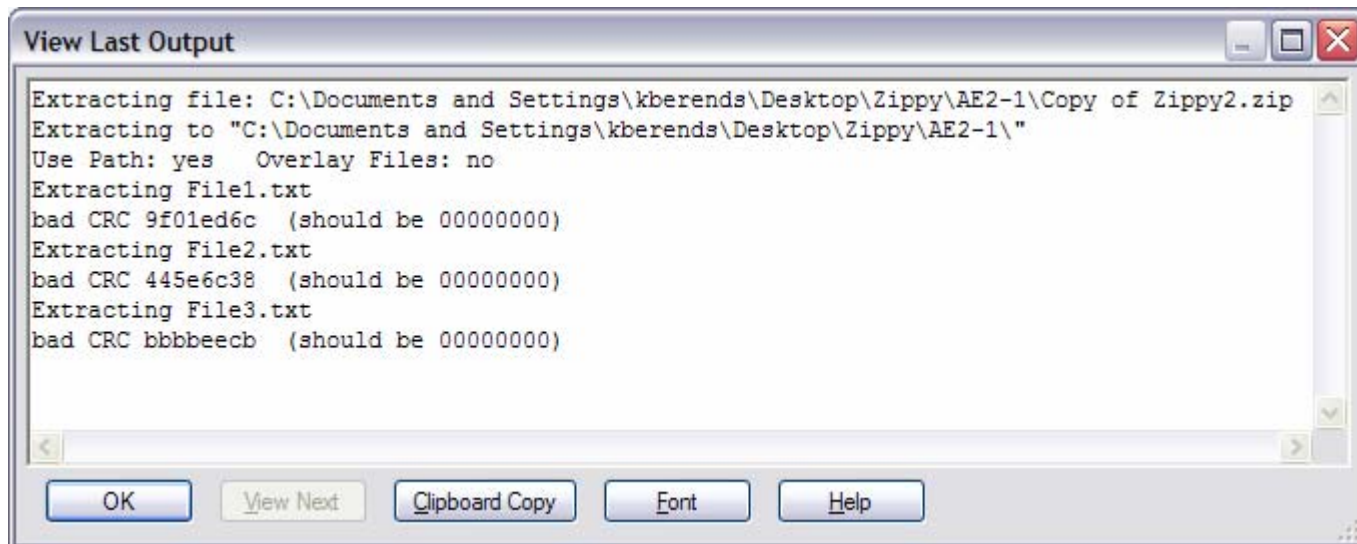 View Last Output
Extracting file: C:\Documents and Settings\kberends\Desktop\Zippy\AE2-1\Copy of Zippy2.zip
Extracting to "C:\Documents and Settings\kberends\Desktop\Zippy\AE2-1\"
Use Path: yes   Overlay Files: no
Extracting File1.txt
bad CRC 9f01ed6c  (should be 00000000)
Extracting File2.txt
bad CRC 445e6c38  (should be 00000000)
Extracting File3.txt
bad CRC bbbbeecb  (should be 00000000)
OK View Next Clipboard Copy Font Help